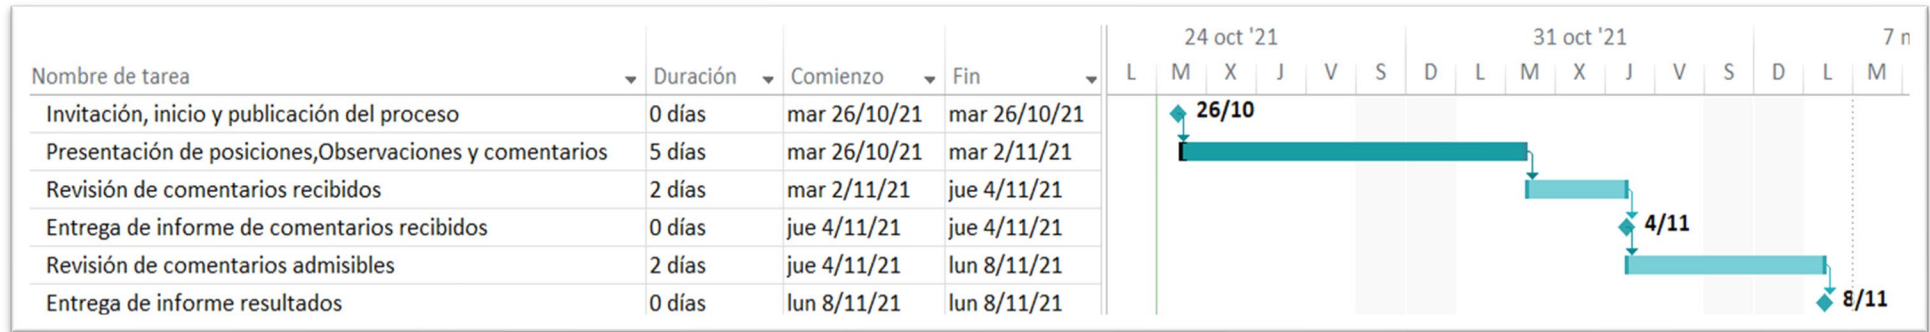 24 oct '21 31 oct '21 7 n
Nombre de tarea Duración Comienzo Fin L M X J V S D L M X J V S D L M
Invitación, inicio y publicación del proceso 0 días mar 26/10/21 mar 26/10/21 26/10
Presentación de posiciones,Observaciones y comentarios 5 días mar 26/10/21 mar 2/11/21
Revisión de comentarios recibidos 2 días mar 2/11/21 jue 4/11/21
Entrega de informe de comentarios recibidos 0 días jue 4/11/21 jue 4/11/21 4/11
Revisión de comentarios admisibles 2 días jue 4/11/21 lun 8/11/21
Entrega de informe resultados 0 días lun 8/11/21 lun 8/11/21 8/11